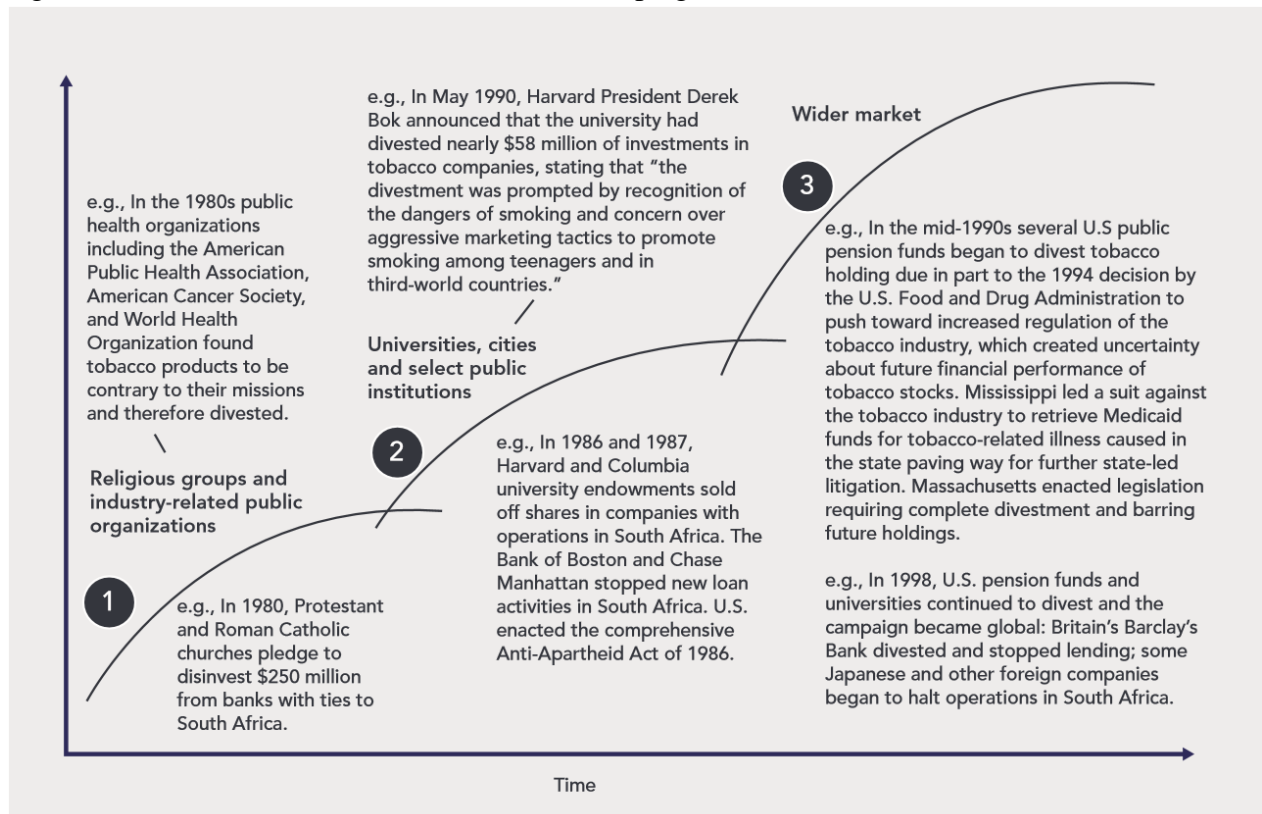 e.g., In the 1980s public
health organizations
including the American
Public Health Association,
American Cancer Society,
and World Health
Organization found
tobacco products to be
contrary to their missions
and therefore divested.
Religious groups and
industry-related public
organizations
1
e.g., In 1980, Protestant
and Roman Catholic
churches pledge to
disinvest $250 million
from banks with ties to
South Africa.
e.g., In May 1990, Harvard President Derek
Bok announced that the university had
divested nearly $58 million of investments in
tobacco companies, stating that “the
divestment was prompted by recognition of
the dangers of smoking and concern over
aggressive marketing tactics to promote
smoking among teenagers and in
third-world countries.”
Universities, cities
and select public
institutions
2
e.g., In 1986 and 1987,
Harvard and Columbia
university endowments sold
off shares in companies with
operations in South Africa. The
Bank of Boston and Chase
Manhattan stopped new loan
activities in South Africa. U.S.
enacted the comprehensive
Anti-Apartheid Act of 1986.
Wider market
3
e.g., In the mid-1990s several U.S public
pension funds began to divest tobacco
holding due in part to the 1994 decision by
the U.S. Food and Drug Administration to
push toward increased regulation of the
tobacco industry, which created uncertainty
about future financial performance of
tobacco stocks. Mississippi led a suit against
the tobacco industry to retrieve Medicaid
funds for tobacco-related illness caused in
the state paving way for further state-led
litigation. Massachusetts enacted legislation
requiring complete divestment and barring
future holdings.
e.g., In 1998, U.S. pension funds and
universities continued to divest and the
campaign became global: Britain’s Barclay’s
Bank divested and stopped lending; some
Japanese and other foreign companies
began to halt operations in South Africa.
Time